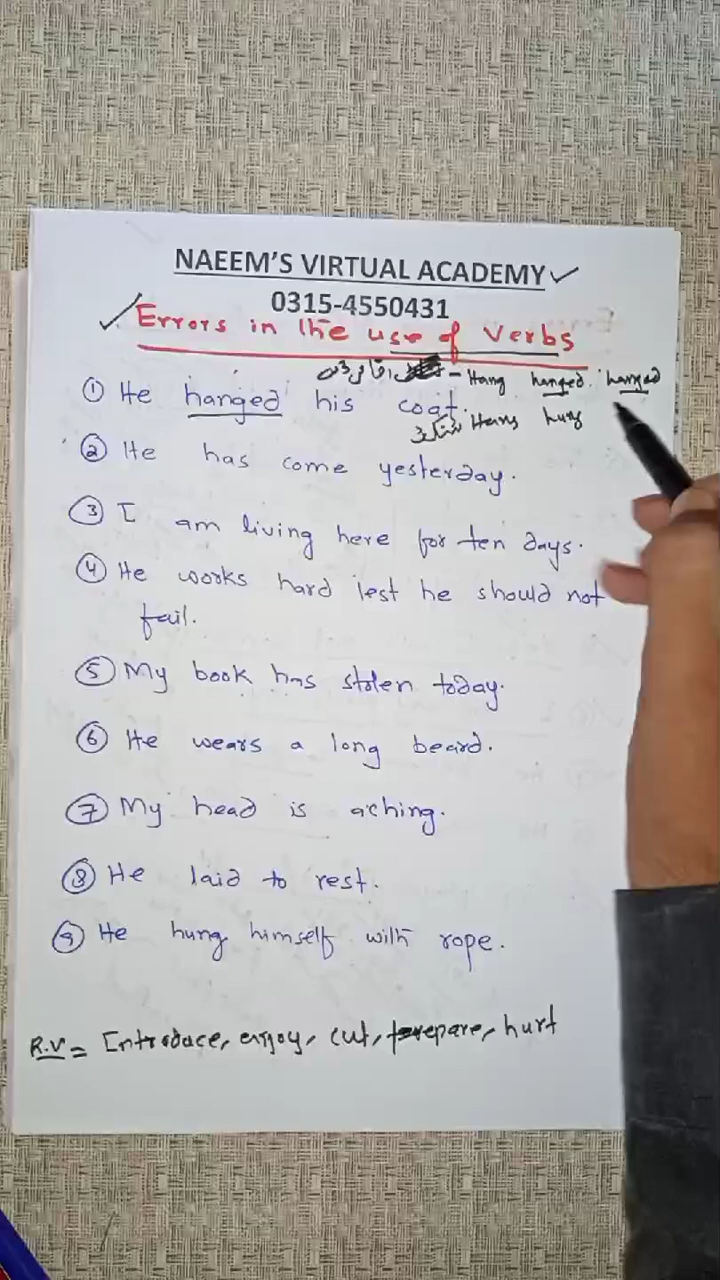 NAEEM'S VIRTUAL ACADEMY
0315-4550431
Errors in the use of Verbs
- Hang hanged. hanged
① He hanged his coat.
Hang hung
② He has come yesterday.
③ I am living here for ten days.
④ He works hard lest he should not
fail.
⑤ My book has stolen today.
⑥ He wears a long beard.
⑦ My head is aching.
⑧ He laid to rest.
⑨ He hung himself with rope.
R.V = Introduce, enjoy, cut, prepare, hurt